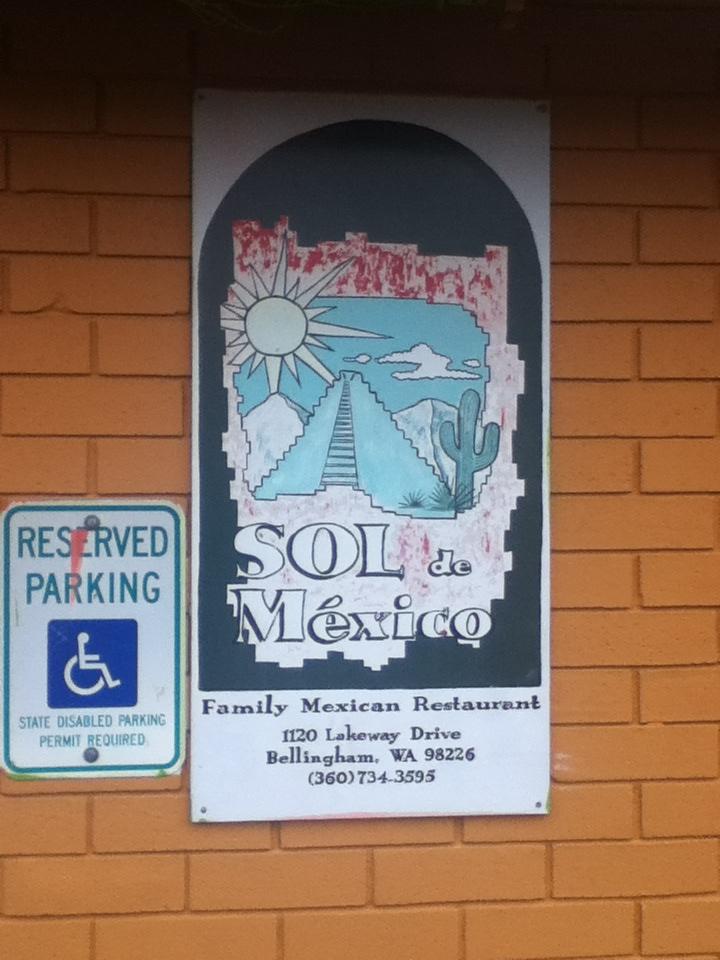 SOL de
México
Family Mexican Restaurant
1120 Lakeway Drive
Bellingham, WA 98226
(360)734-3595
RESERVED
PARKING
STATE DISABLED PARKING
PERMIT REQUIRED